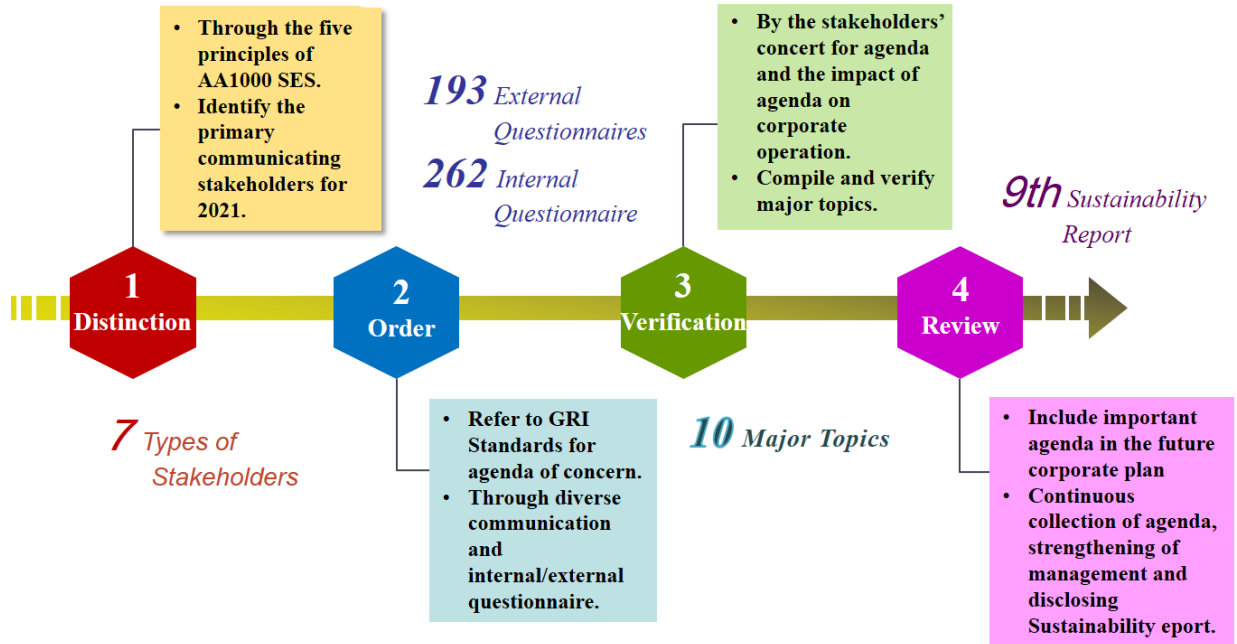 • Through the five
principles of
AA1000 SES.
• Identify the
primary
communicating
stakeholders for
2021.
193 External
Questionnaires
262 Internal
Questionnaire
• By the stakeholders’
concert for agenda
and the impact of
agenda on
corporate
operation.
• Compile and verify
major topics.
9th Sustainability
Report
1
Distinction
2
Order
3
Verification
4
Review
7 Types of
Stakeholders
• Refer to GRI
Standards for
agenda of concern.
• Through diverse
communication
and
internal/external
questionnaire.
10 Major Topics
• Include important
agenda in the future
corporate plan
• Continuous
collection of agenda,
strengthening of
management and
disclosing
Sustainability eport.